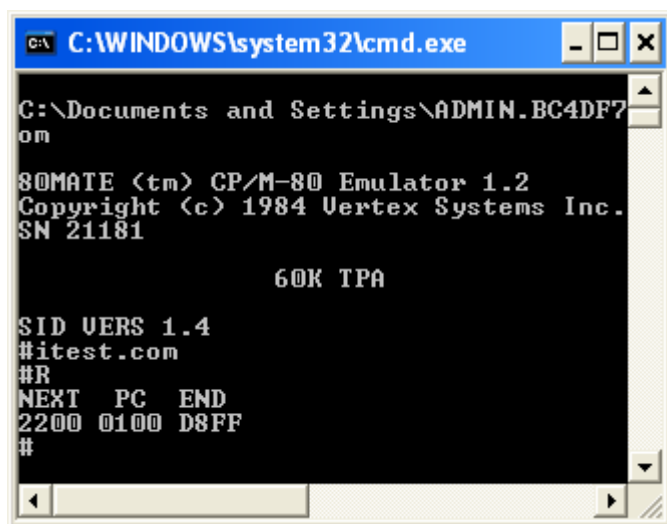 C:\WINDOWS\system32\cmd.exe
C:\Documents and Settings\ADMIN.BC4DF7
om
80MATE (tm) CP/M-80 Emulator 1.2
Copyright (c) 1984 Vertex Systems Inc.
SN 21181
60K TPA
SID VERS 1.4
#itest.com
#R
NEXT PC END
2200 0100 D8FF
#